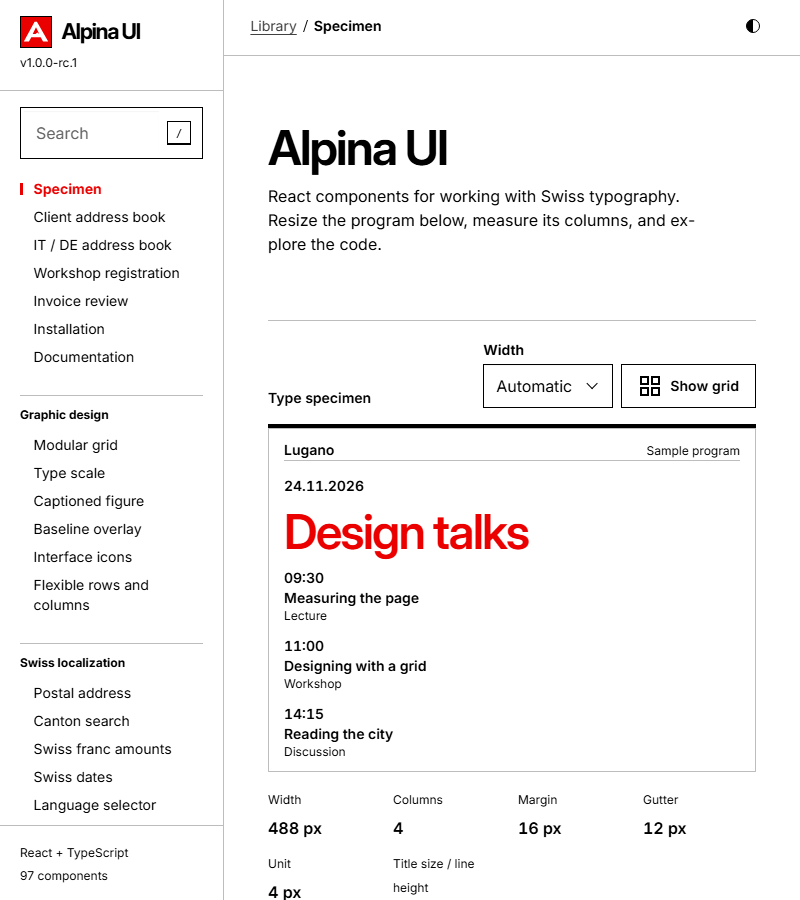 Alpina UI
v1.0.0-rc.1
Search /
Specimen
Client address book
IT / DE address book
Workshop registration
Invoice review
Installation
Documentation
Graphic design
Modular grid
Type scale
Captioned figure
Baseline overlay
Interface icons
Flexible rows and
columns
Swiss localization
Postal address
Canton search
Swiss franc amounts
Swiss dates
Language selector
React + TypeScript
97 components
Library / Specimen
Alpina UI
React components for working with Swiss typography.
Resize the program below, measure its columns, and ex-
plore the code.
Width
Type specimen Automatic Show grid
Lugano Sample program
24.11.2026
Design talks
09:30
Measuring the page
Lecture
11:00
Designing with a grid
Workshop
14:15
Reading the city
Discussion
Width Columns Margin Gutter
488 px 4 16 px 12 px
Unit Title size / line
height
4 px